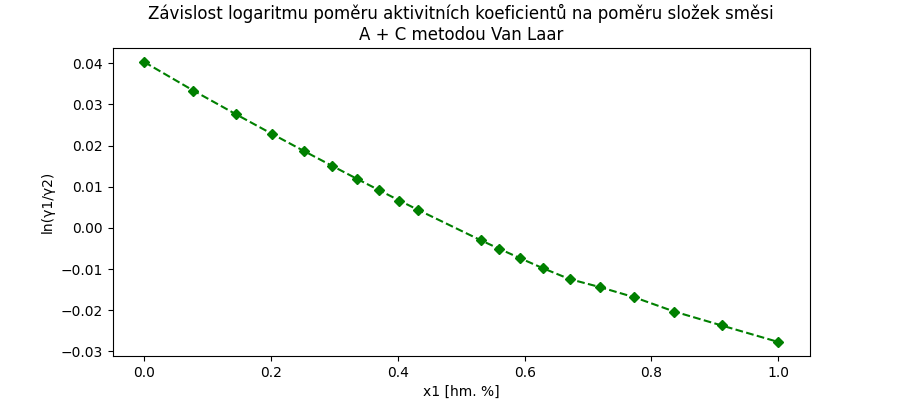 Závislost logaritmu poměru aktivitních koeficientů na poměru složek směsi
A + C metodou Van Laar
0.04
0.03
0.02
0.01
0.00
−0.01
−0.02
−0.03
ln(γ1/γ2)
0.0 0.2 0.4 0.6 0.8 1.0
x1 [hm. %]